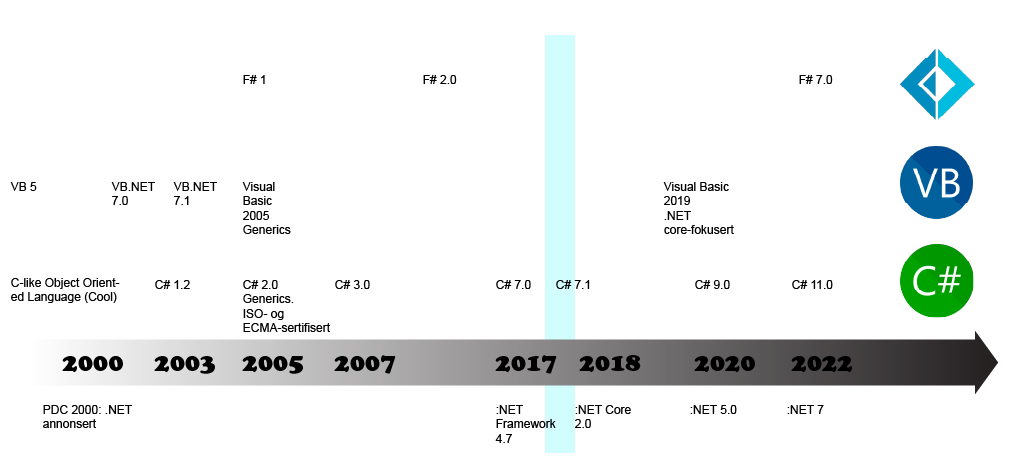 F# 1
F# 2.0
F# 7.0
VB 5
VB.NET
7.0
VB.NET
7.1
Visual
Basic
2005
Generics
Visual Basic
2019
.NET
core-fokusert
VB
C-like Object Orient-
ed Language (Cool)
C# 1.2
C# 2.0
Generics.
ISO- og
ECMA-sertifisert
C# 3.0
C# 7.0
C# 7.1
C# 9.0
C# 11.0
C#
2000
2003
2005
2007
2017
2018
2020
2022
PDC 2000: .NET
annonsert
:NET
Framework
4.7
:NET Core
2.0
:NET 5.0
:NET 7